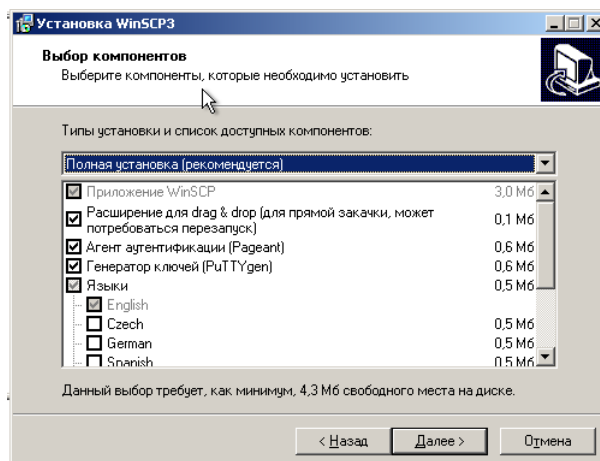 Установка WinSCP3
Выбор компонентов
Выберите компоненты, которые необходимо установить
Типы установки и список доступных компонентов:
Полная установка (рекомендуется)
Приложение WinSCP 3,0 Мб
Расширение для drag & drop (для прямой закачки, может
потребоваться перезапуск) 0,1 Мб
Агент аутентификации (Pageant) 0,6 Мб
Генератор ключей (PuTTYgen) 0,6 Мб
Языки 0,5 Мб
English
Czech 0,5 Мб
German 0,5 Мб
Spanish 0,5 Мб
Данный выбор требует, как минимум, 4,3 Мб свободного места на диске.
< Назад Далее > Отмена